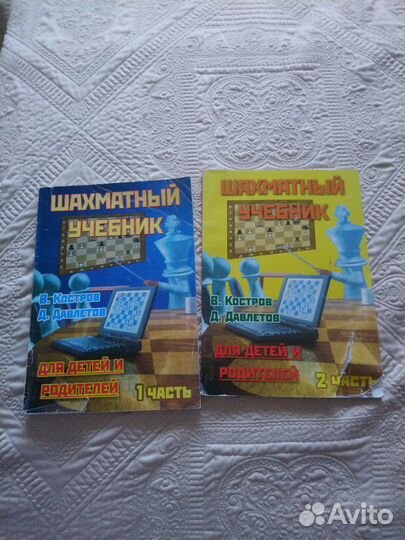 ШАХМАТНЫЙ
УЧЕБНИК
В. Костров
Д. Давлетов
ДЛЯ ДЕТЕЙ И
РОДИТЕЛЕЙ
1 ЧАСТЬ
ШАХМАТНЫЙ
УЧЕБНИК
В. Костров
Д. Давлетов
ДЛЯ ДЕТЕЙ И
РОДИТЕЛЕЙ
2 ЧАСТЬ
Avito